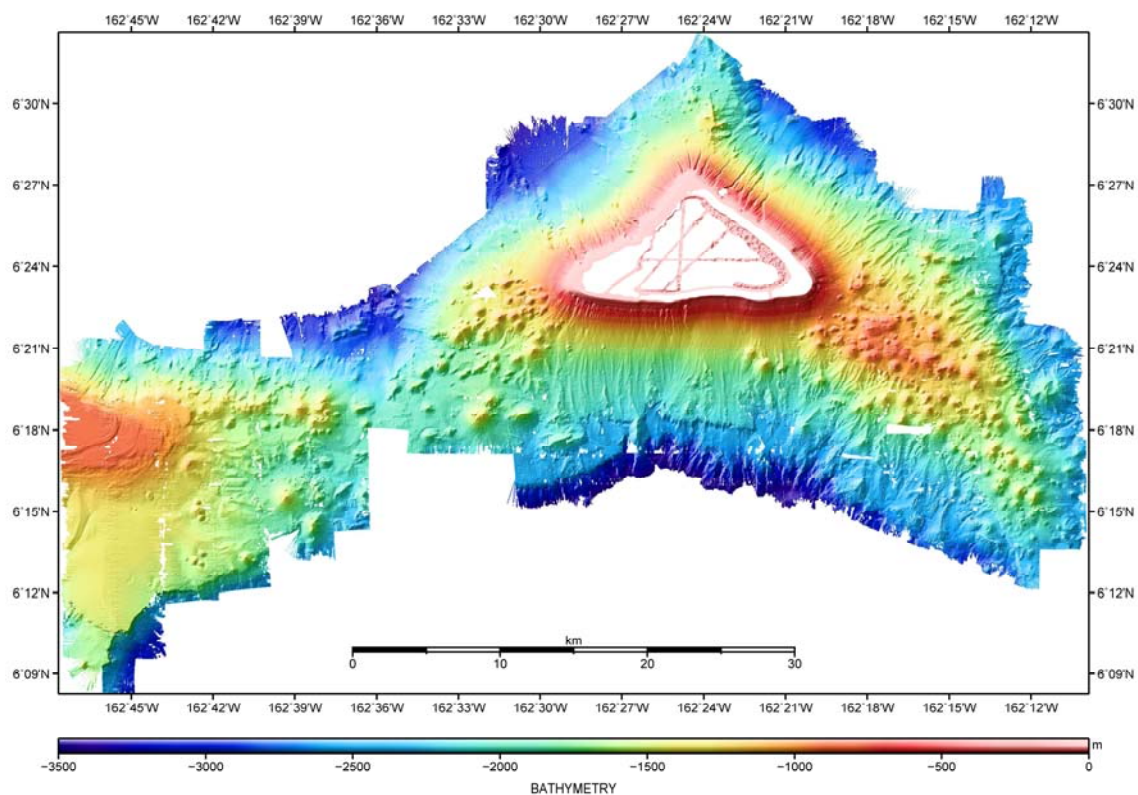 162˚45'W 162˚42'W 162˚39'W 162˚36'W 162˚33'W 162˚30'W 162˚27'W 162˚24'W 162˚21'W 162˚18'W 162˚15'W 162˚12'W
6˚30'N 6˚30'N
6˚27'N 6˚27'N
6˚24'N 6˚24'N
6˚21'N 6˚21'N
6˚18'N 6˚18'N
6˚15'N 6˚15'N
6˚12'N 6˚12'N
km
0 10 20 30
6˚09'N 6˚09'N
162˚45'W 162˚42'W 162˚39'W 162˚36'W 162˚33'W 162˚30'W 162˚27'W 162˚24'W 162˚21'W 162˚18'W 162˚15'W 162˚12'W
m
−3500 −3000 −2500 −2000 −1500 −1000 −500 0
BATHYMETRY